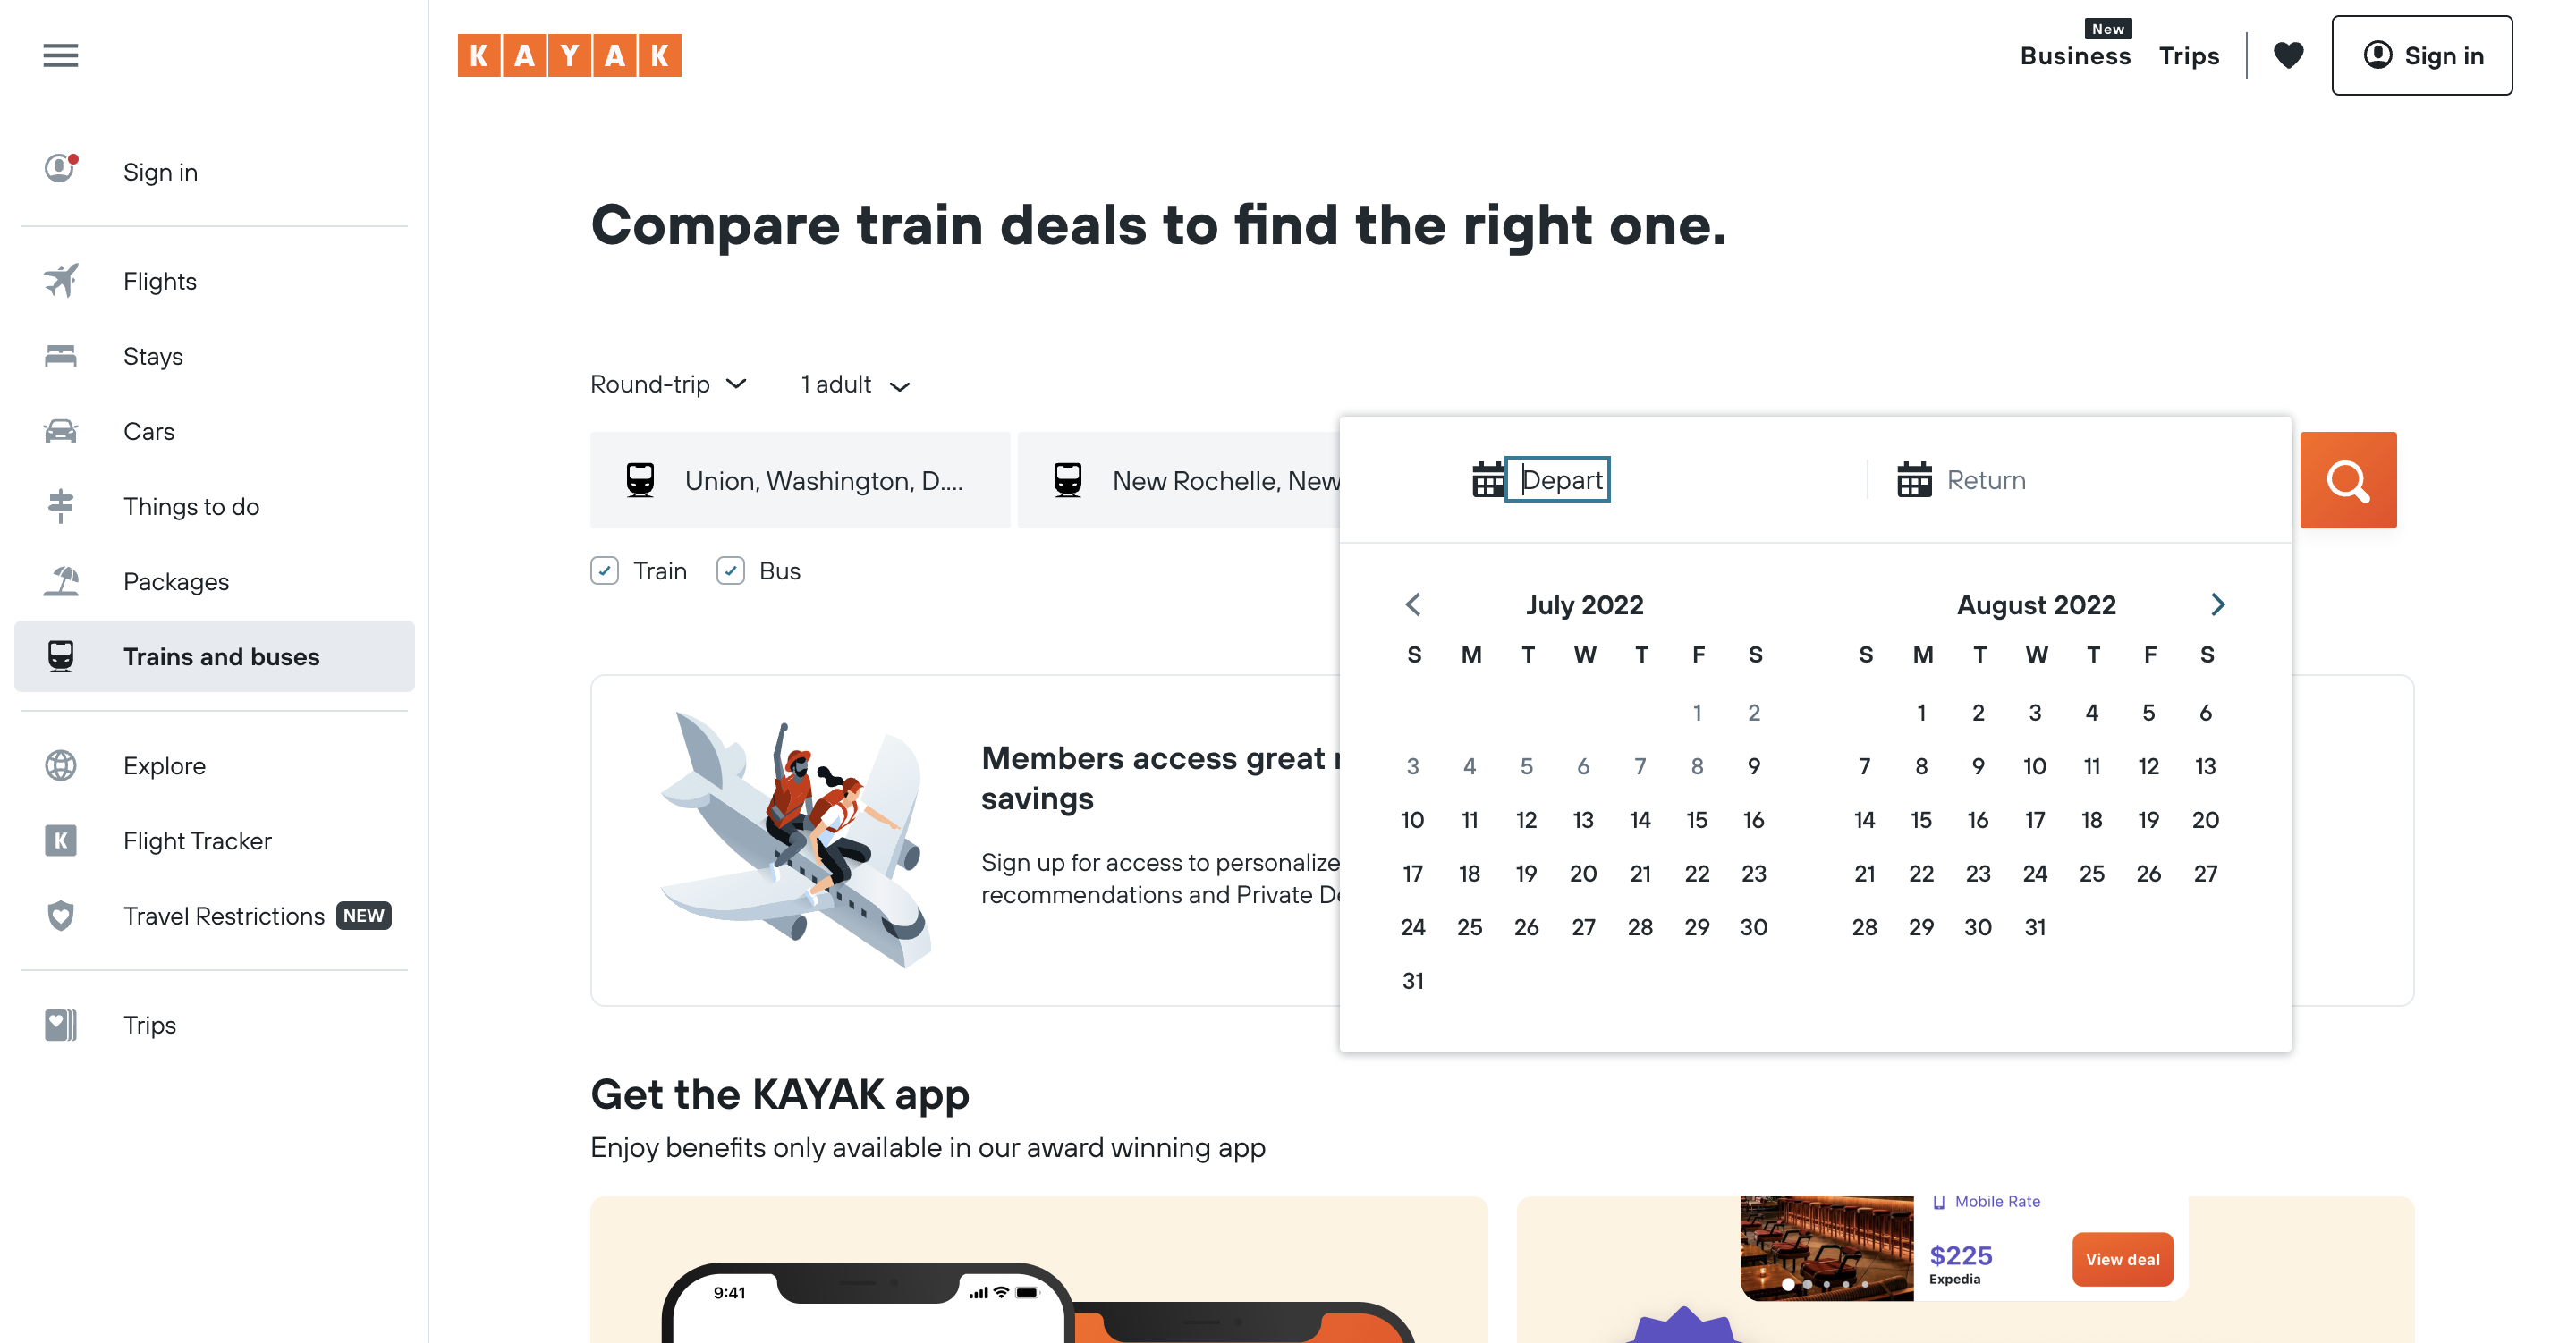 KAYAK
New
Business
Trips
Sign in
Sign in
Flights
Stays
Cars
Things to do
Packages
Trains and buses
Explore
Flight Tracker
Travel Restrictions NEW
Trips
Compare train deals to find the right one.
Round-trip 1 adult
Union, Washington, D.... New Rochelle, New
Depart Return
Train Bus
July 2022 August 2022
S M T W T F S S M T W T F S
1 2 1 2 3 4 5 6
3 4 5 6 7 8 9 7 8 9 10 11 12 13
10 11 12 13 14 15 16 14 15 16 17 18 19 20
17 18 19 20 21 22 23 21 22 23 24 25 26 27
24 25 26 27 28 29 30 28 29 30 31
31
Members access great
savings
Sign up for access to personalize
recommendations and Private D
Get the KAYAK app
Enjoy benefits only available in our award winning app
9:41
Mobile Rate
$225
Expedia
View deal